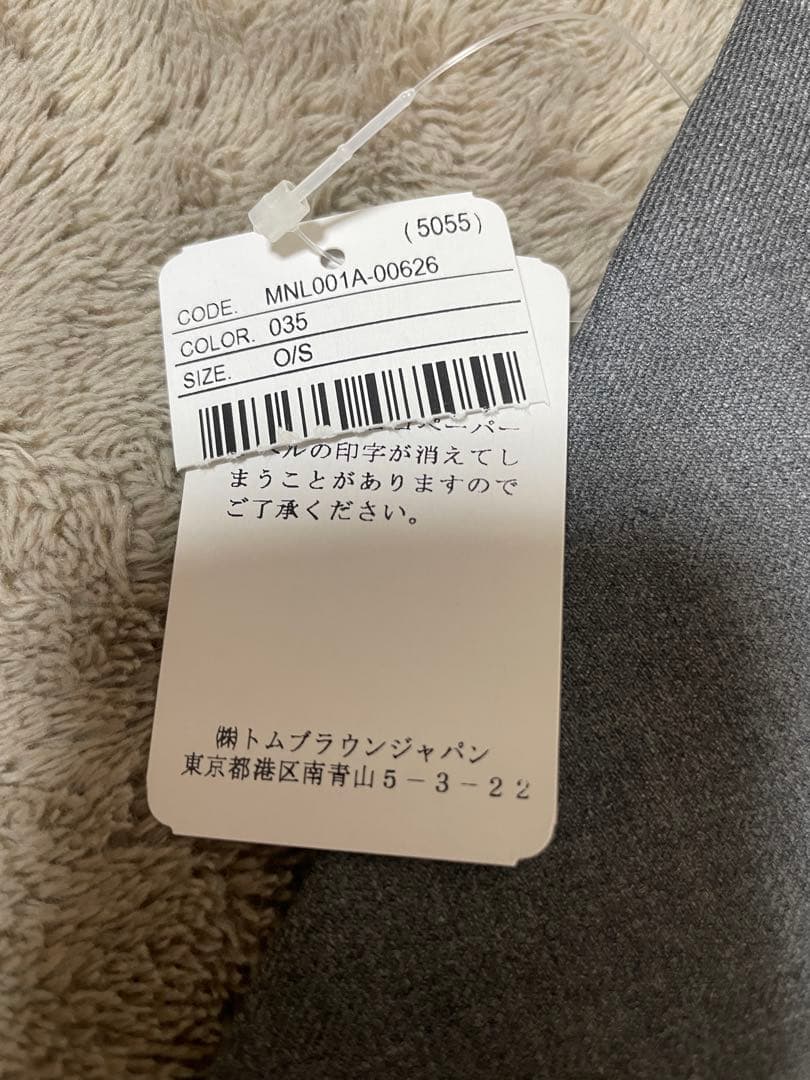 (5055)
CODE. MNL001A-00626
COLOR. 035
SIZE. O/S
ルの印字が消えてし
まうことがありますので
ご了承ください。
㈱トムブラウンジャパン
東京都港区南青山5-3-22